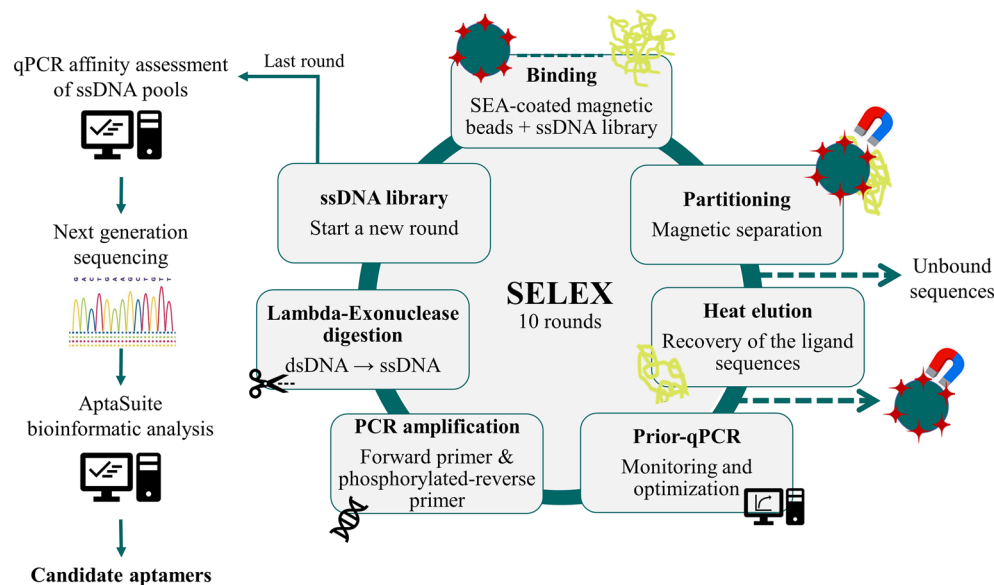 Last round
qPCR affinity assessment
of ssDNA pools
Next generation
sequencing
G A C T G A A G C T G T T
AptaSuite
bioinformatic analysis
Candidate aptamers
SELEX
10 rounds
Binding
SEA-coated magnetic
beads + ssDNA library
Partitioning
Magnetic separation
Unbound
sequences
Heat elution
Recovery of the ligand
sequences
Prior-qPCR
Monitoring and
optimization
PCR amplification
Forward primer &
phosphorylated-reverse
primer
Lambda-Exonuclease
digestion
dsDNA → ssDNA
ssDNA library
Start a new round